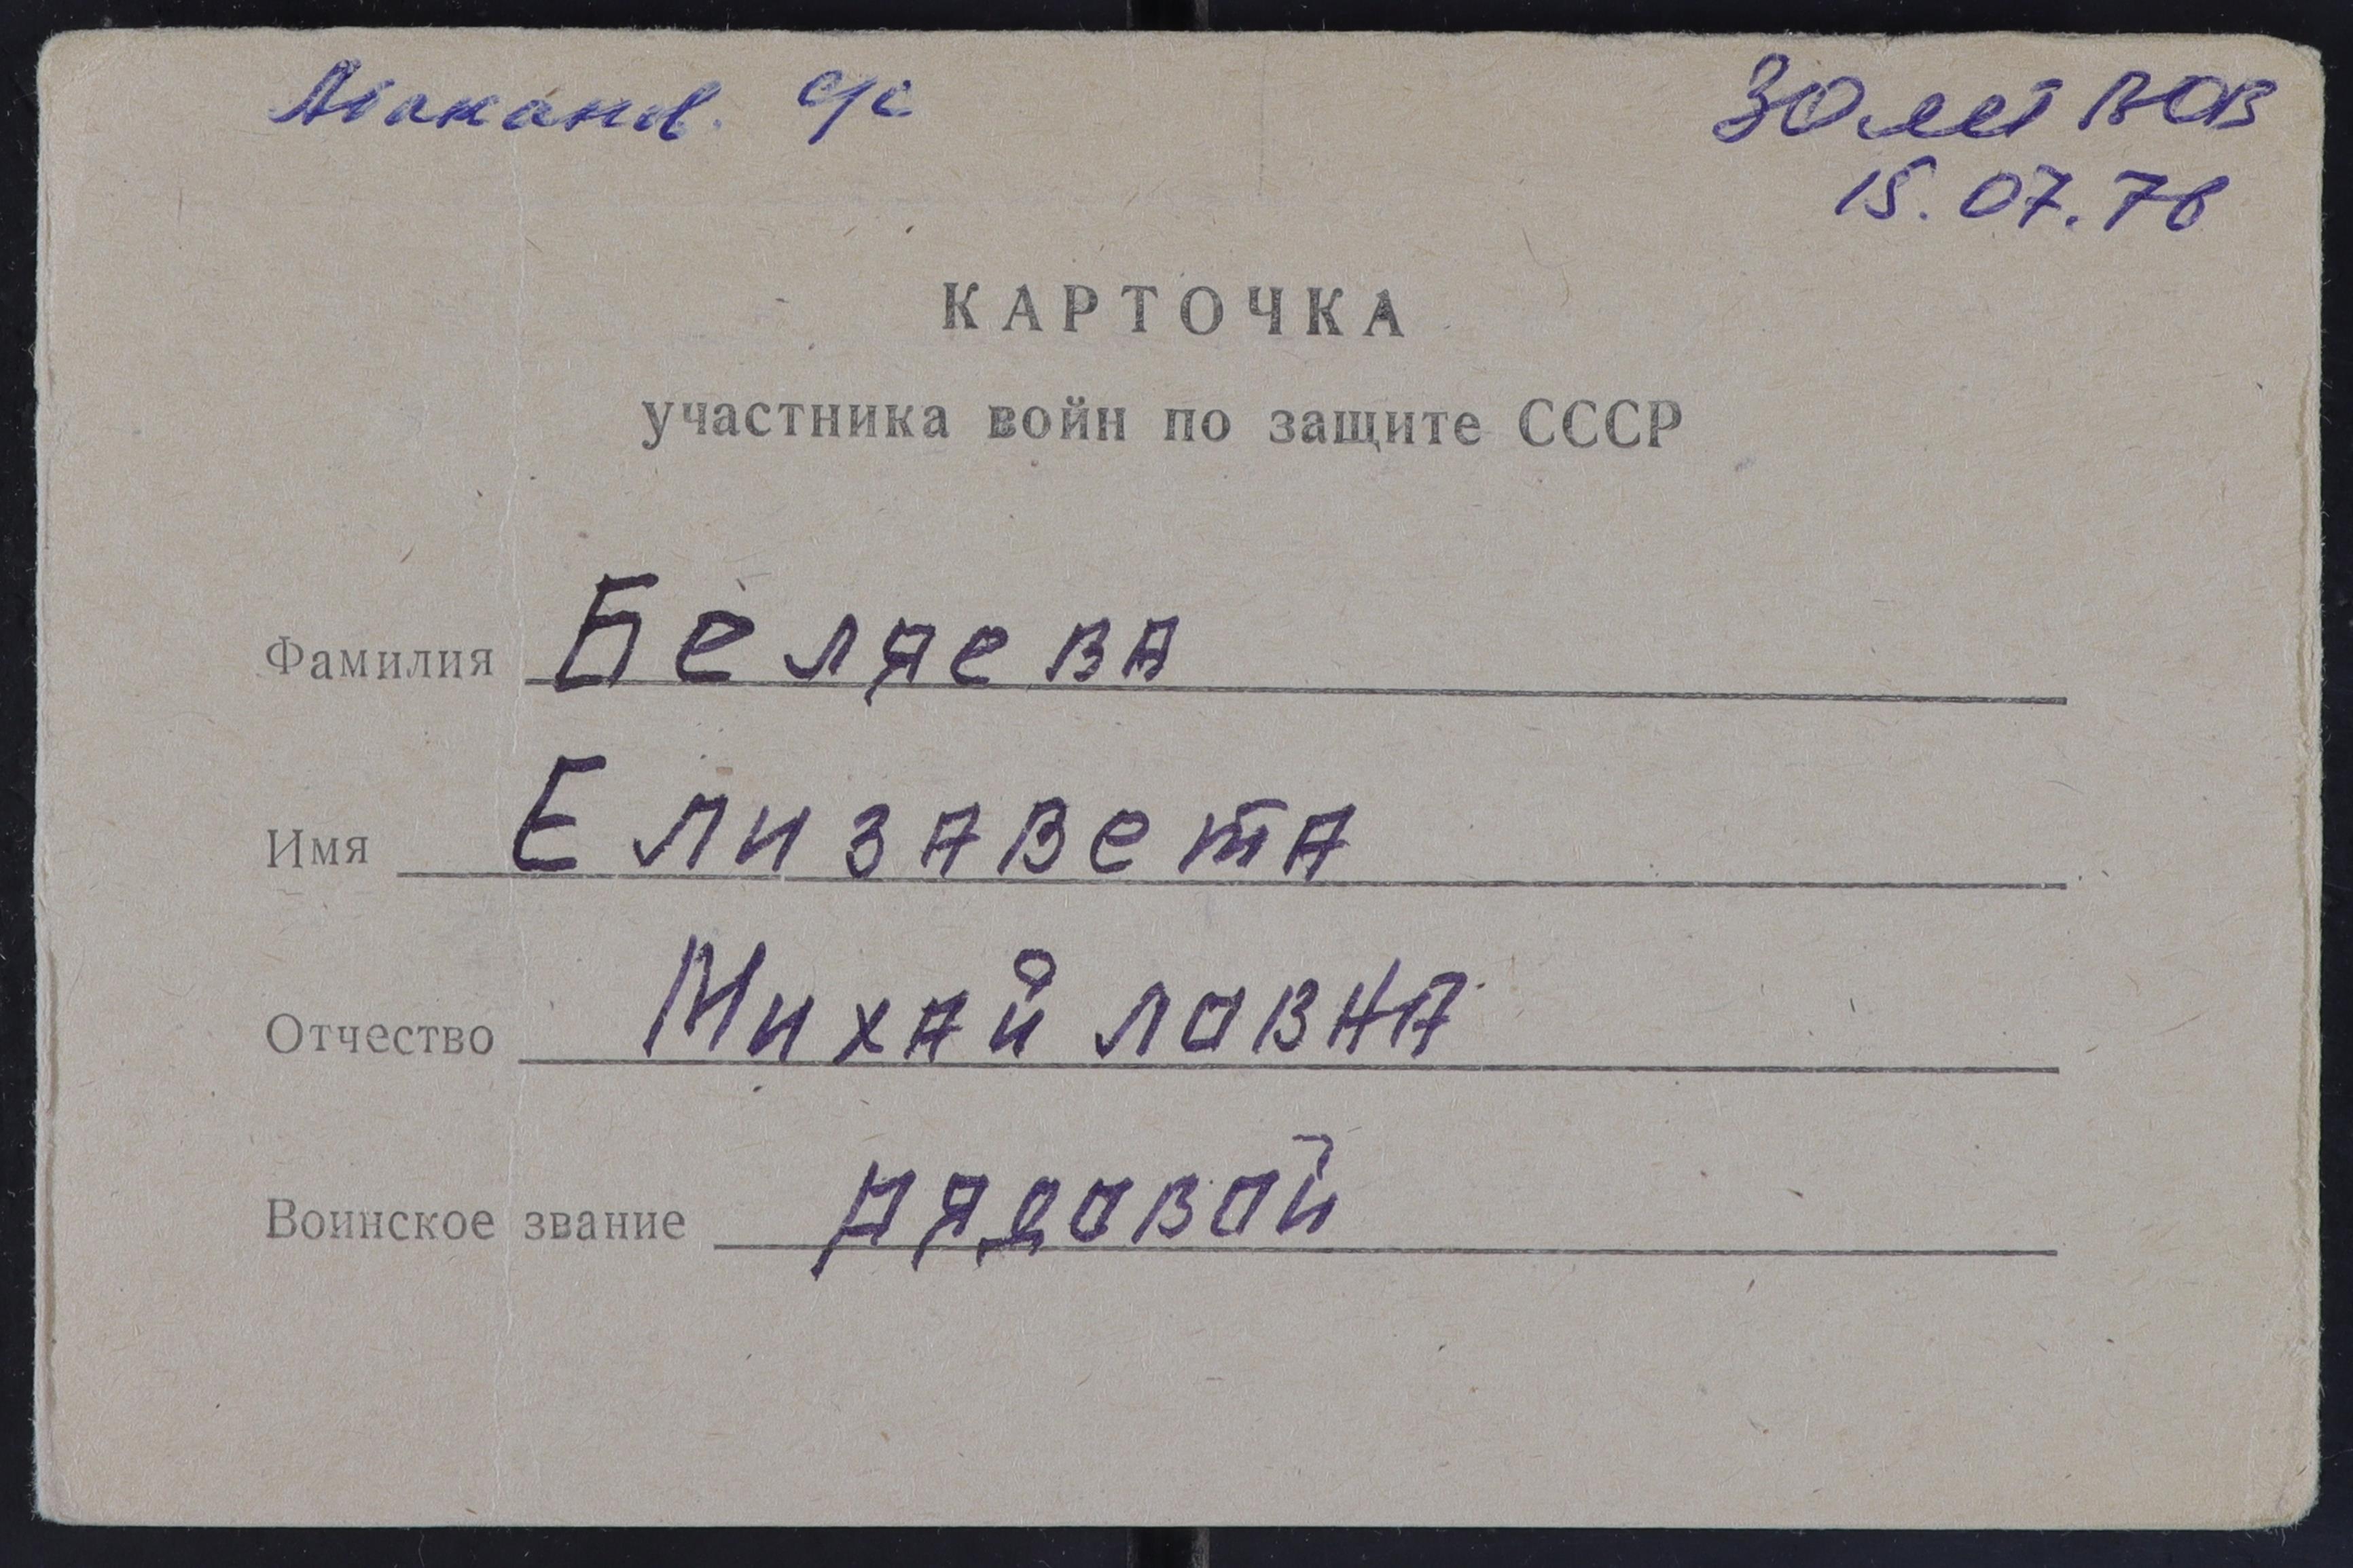 Маканов. с/с
30 лет ВОВ
15.07.76
КАРТОЧКА
участника войн по защите СССР
Фамилия Беляева
Имя Елизавета
Отчество Михайловна
Воинское звание рядовой